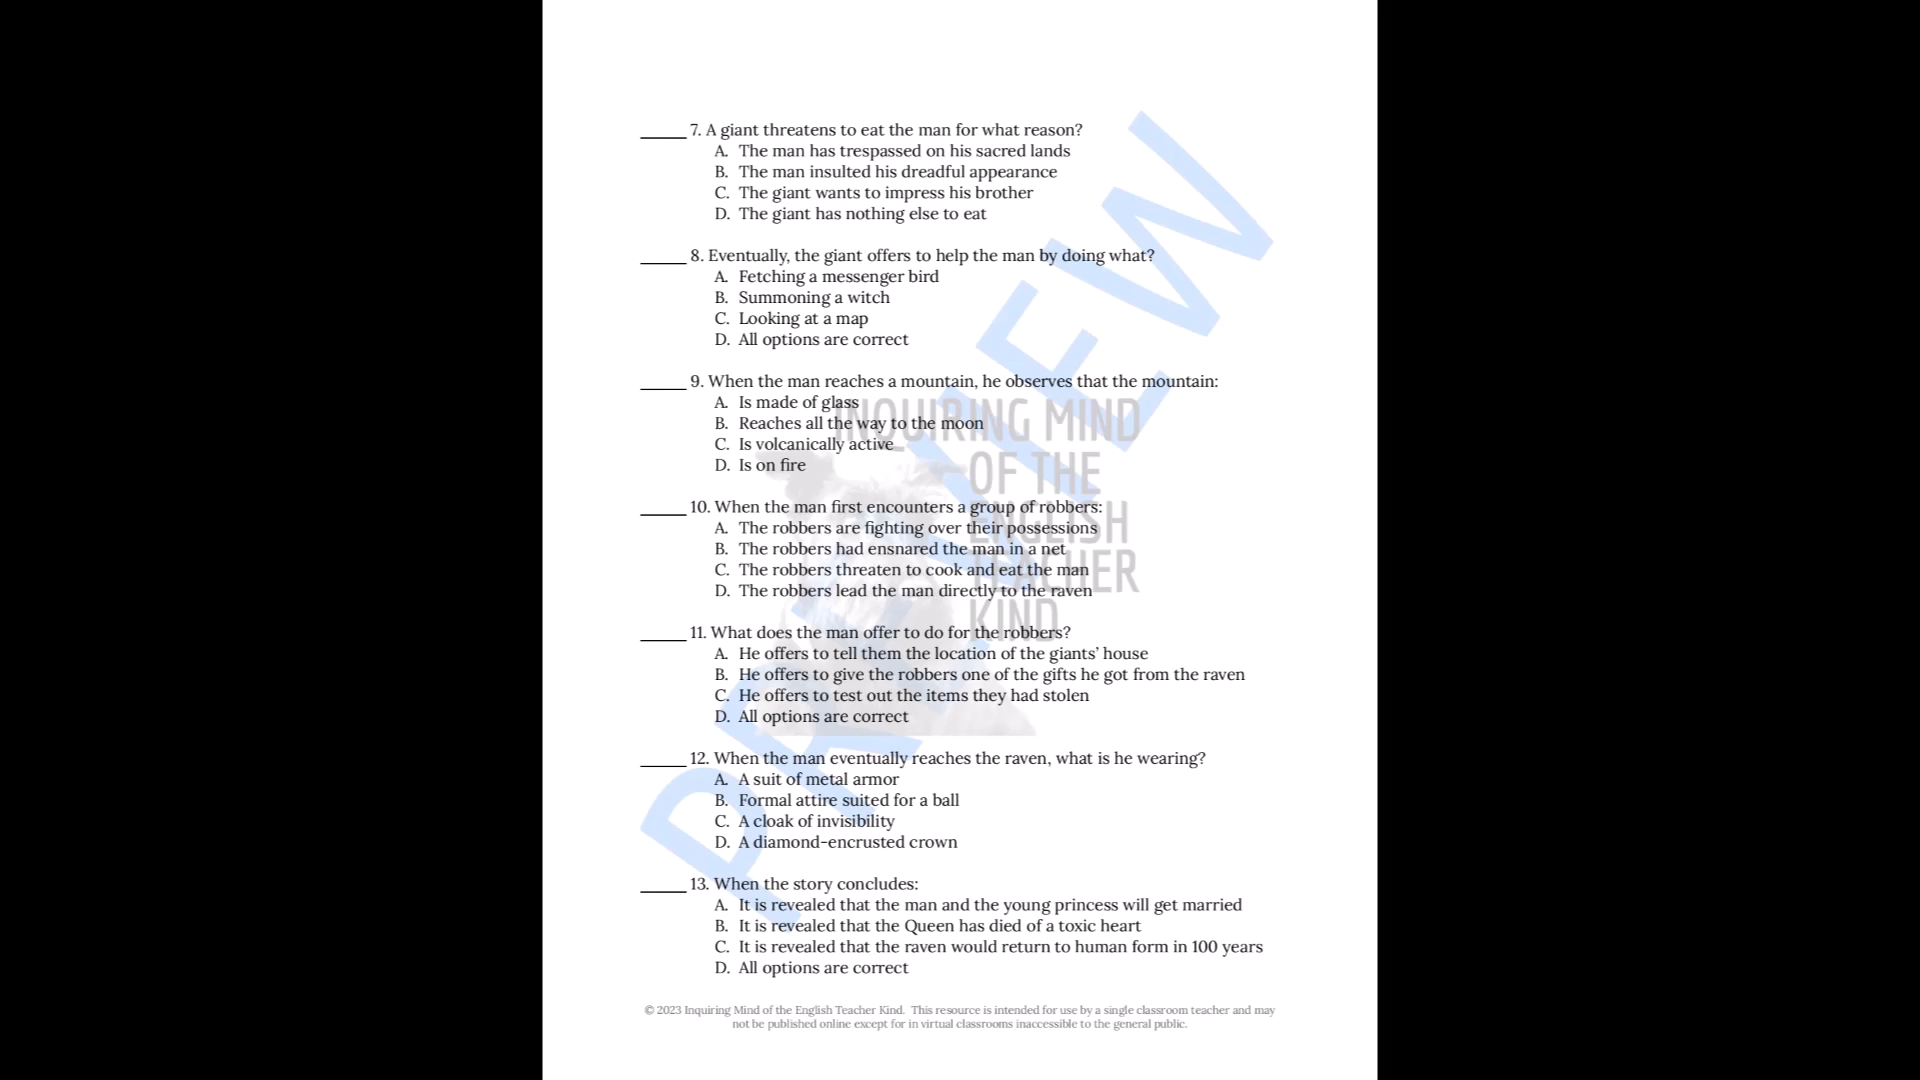 ______ 7. A giant threatens to eat the man for what reason?
A. The man has trespassed on his sacred lands
B. The man insulted his dreadful appearance
C. The giant wants to impress his brother
D. The giant has nothing else to eat
______ 8. Eventually, the giant offers to help the man by doing what?
A. Fetching a messenger bird
B. Summoning a witch
C. Looking at a map
D. All options are correct
______ 9. When the man reaches a mountain, he observes that the mountain:
A. Is made of glass
B. Reaches all the way to the moon
C. Is volcanically active
D. Is on fire
______ 10. When the man first encounters a group of robbers:
A. The robbers are fighting over their possessions
B. The robbers had ensnared the man in a net
C. The robbers threaten to cook and eat the man
D. The robbers lead the man directly to the raven
______ 11. What does the man offer to do for the robbers?
A. He offers to tell them the location of the giants’ house
B. He offers to give the robbers one of the gifts he got from the raven
C. He offers to test out the items they had stolen
D. All options are correct
______ 12. When the man eventually reaches the raven, what is he wearing?
A. A suit of metal armor
B. Formal attire suited for a ball
C. A cloak of invisibility
D. A diamond-encrusted crown
______ 13. When the story concludes:
A. It is revealed that the man and the young princess will get married
B. It is revealed that the Queen has died of a toxic heart
C. It is revealed that the raven would return to human form in 100 years
D. All options are correct
© 2023 Inquiring Mind of the English Teacher Kind. This resource is intended for use by a single classroom teacher and may
not be published online except for in virtual classrooms inaccessible to the general public.
PREVIEW
INQUIRING MIND
OF THE
ENGLISH
TEACHER
KIND